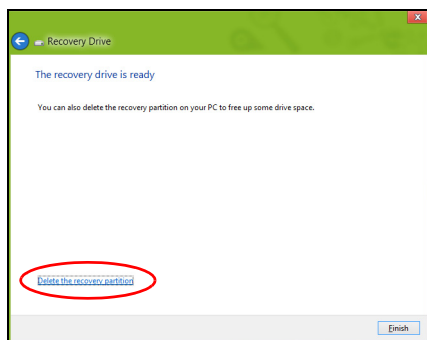 Recovery Drive
The recovery drive is ready
You can also delete the recovery partition on your PC to free up some drive space.
Delete the recovery partition
Finish